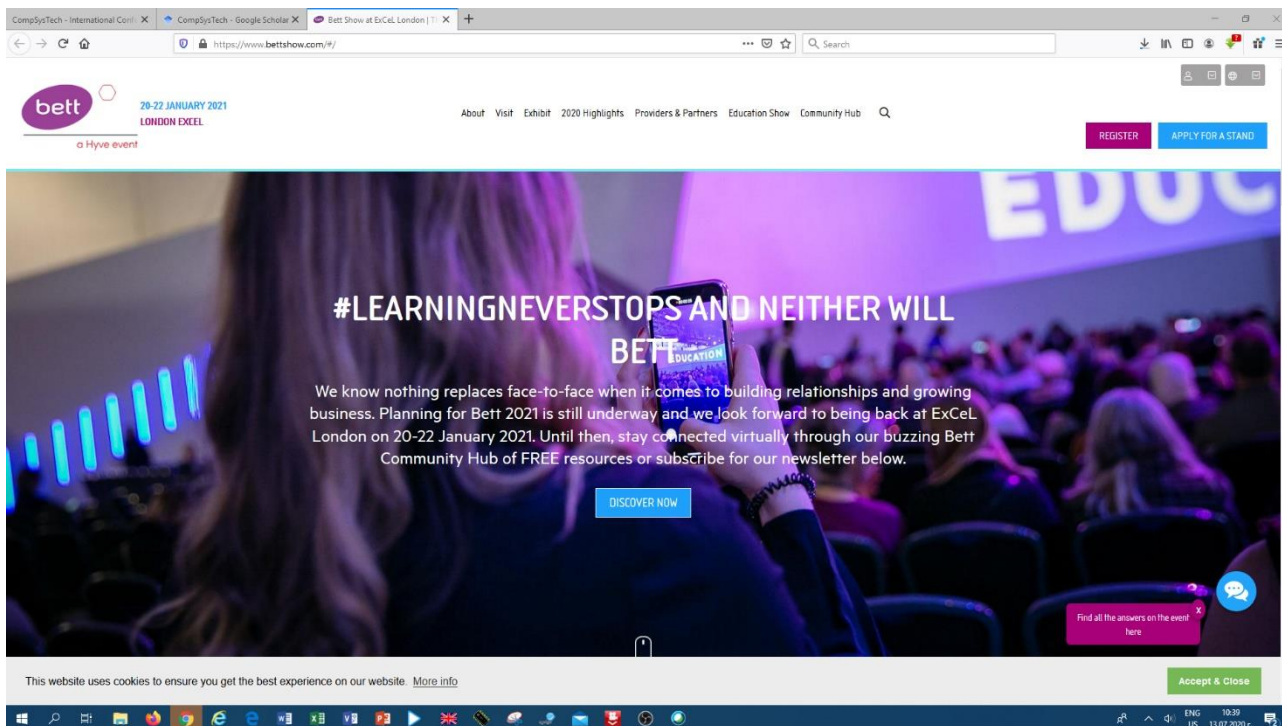 CompSysTech - International Conf
CompSysTech - Google Scholar
Bett Show at ExCeL London | T
https://www.bettshow.com/#/
Search
7
bett
a Hyve event
20-22 JANUARY 2021
LONDON EXCEL
About Visit Exhibit 2020 Highlights Providers & Partners Education Show Community Hub
REGISTER
APPLY FOR A STAND
EDUC
#LEARNINGNEVERSTOPS AND NEITHER WILL
BETT
EDUCATION
We know nothing replaces face-to-face when it comes to building relationships and growing
business. Planning for Bett 2021 is still underway and we look forward to being back at ExCeL
London on 20-22 January 2021. Until then, stay connected virtually through our buzzing Bett
Community Hub of FREE resources or subscribe for our newsletter below.
DISCOVER NOW
Find all the answers on the event
here
X
This website uses cookies to ensure you get the best experience on our website. More info
Accept & Close
ENG
US
10:39
13.07.2020 г.